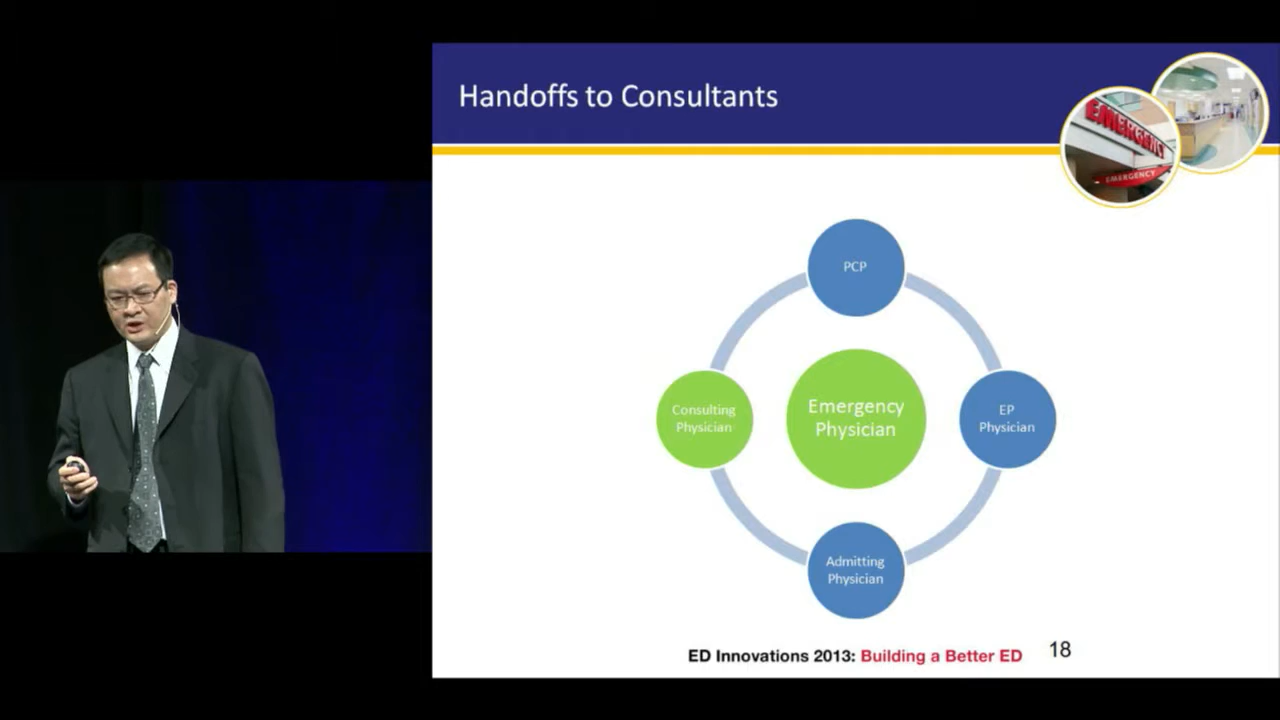 Handoffs to Consultants
EMERGENCY
EMERGENCY
PCP
Consulting
Physician
Emergency
Physician
EP
Physician
Admitting
Physician
ED Innovations 2013: Building a Better ED
18